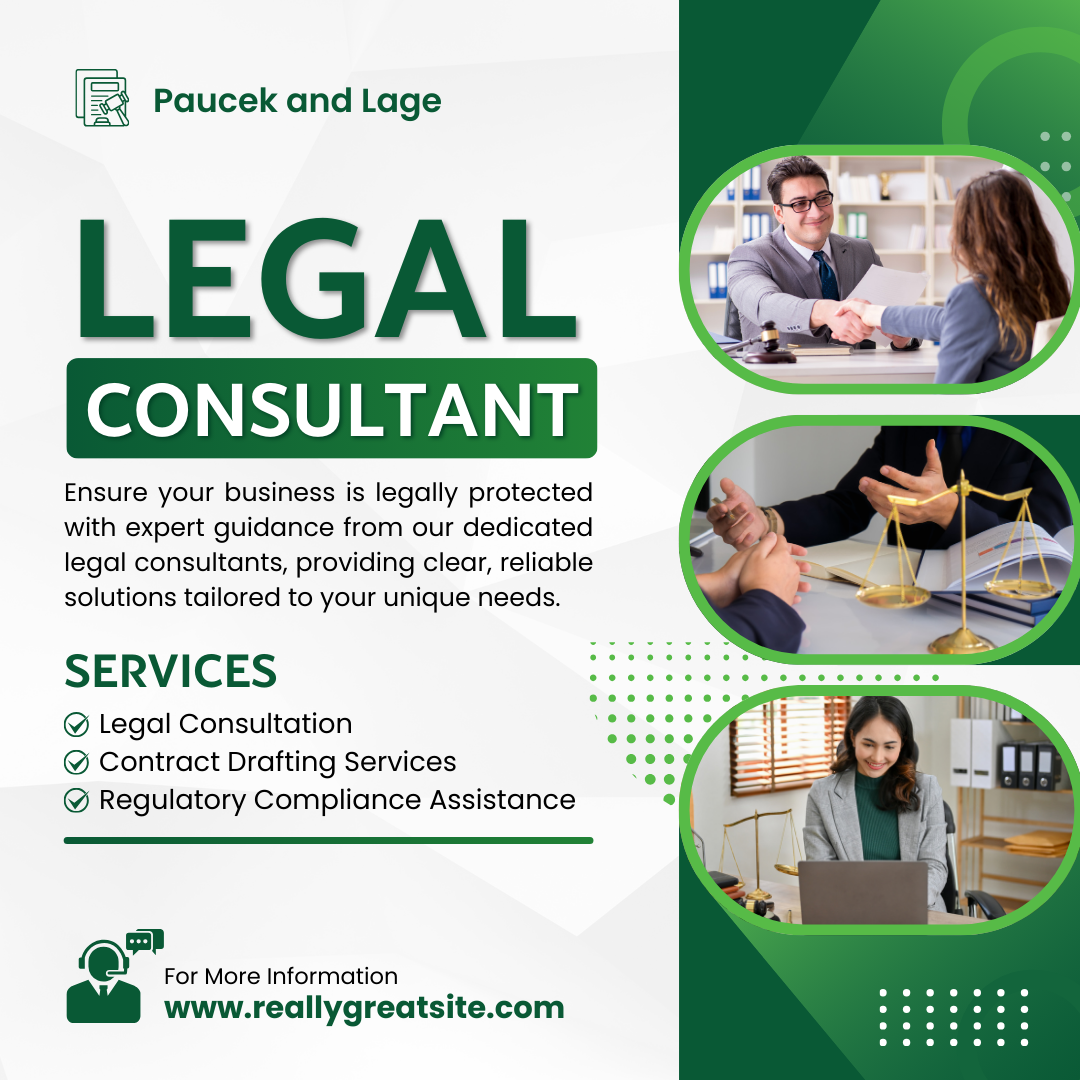 Paucek and Lage
LEGAL
CONSULTANT
Ensure your business is legally protected
with expert guidance from our dedicated
legal consultants, providing clear, reliable
solutions tailored to your unique needs.
SERVICES
Legal Consultation
Contract Drafting Services
Regulatory Compliance Assistance
For More Information
www.reallygreatsite.com